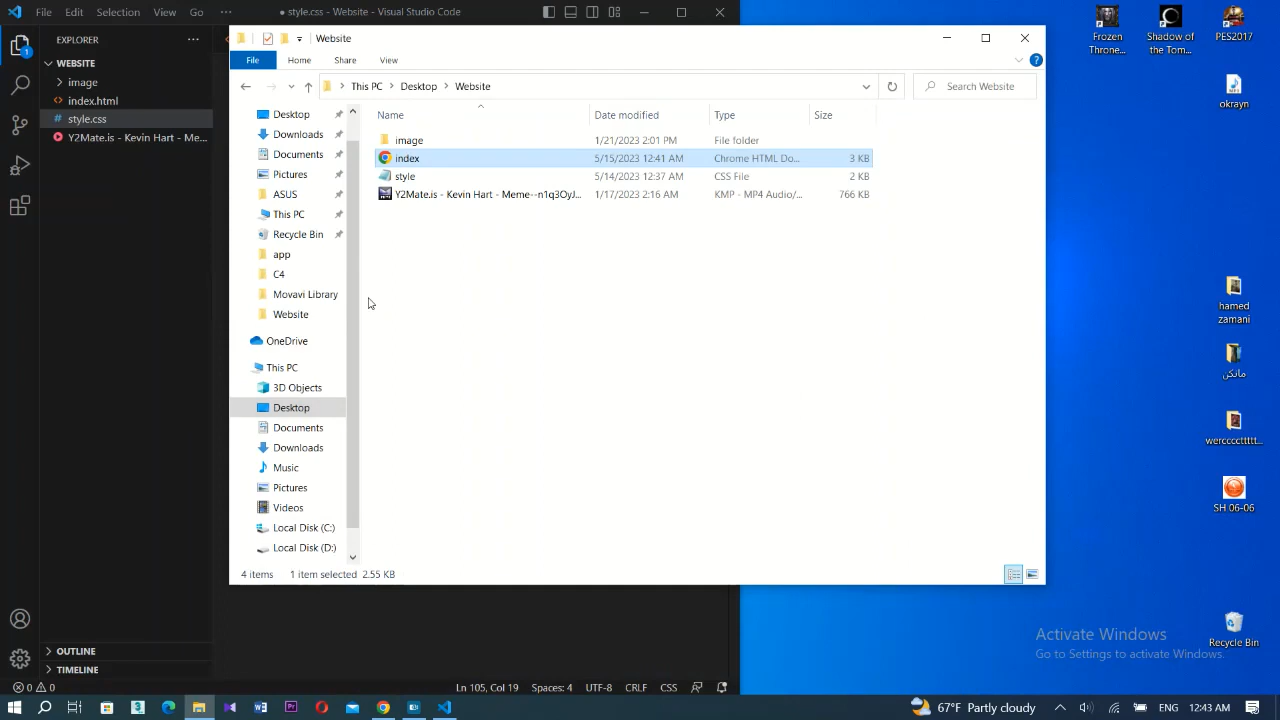 File Edit Selection View Go ··· ● style.css - Website - Visual Studio Code
EXPLORER ···
WEBSITE
image
index.html
# style.css
Y2Mate.is - Kevin Hart - Me...
OUTLINE
TIMELINE
1
Website
File Home Share View
This PC > Desktop > Website
Search Website
Name Date modified Type Size
image 1/21/2023 2:01 PM File folder
index 5/15/2023 12:41 AM Chrome HTML Do... 3 KB
style 5/14/2023 12:37 AM CSS File 2 KB
Y2Mate.is - Kevin Hart - Meme--n1q3OyJ... 1/17/2023 2:16 AM KMP - MP4 Audio/... 766 KB
Desktop
Downloads
Documents
Pictures
ASUS
This PC
Recycle Bin
app
C4
Movavi Library
Website
OneDrive
This PC
3D Objects
Desktop
Documents
Downloads
Music
Pictures
Videos
Local Disk (C:)
Local Disk (D:)
4 items 1 item selected 2.55 KB
0 0 Ln 105, Col 19 Spaces: 4 UTF-8 CRLF CSS
Frozen
Throne...
Shadow of
the Tom...
PES2017
okrayn
hamed
zamani
مانکن
werccccttttt...
SH 06-06
Recycle Bin
Activate Windows
Go to Settings to activate Windows.
67°F Partly cloudy ENG 12:43 AM